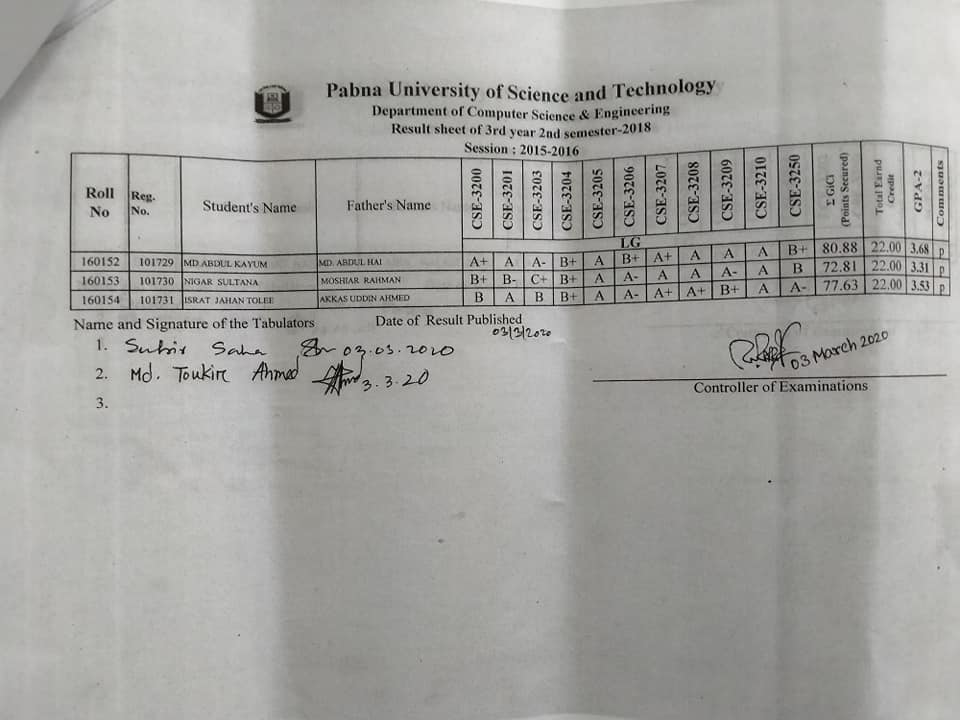 Pabna University of Science and Technology
Department of Computer Science & Engineering
Result sheet of 3rd year 2nd semester-2018
Session : 2015-2016
Roll No Reg. No. Student's Name Father's Name CSE-3200 CSE-3201 CSE-3203 CSE-3204 CSE-3205 CSE-3206 CSE-3207 CSE-3208 CSE-3209 CSE-3210 CSE-3250 Σ GiCi (Points Secured) Total Earnd Credit GPA-2 Comments
LG
160152 101729 MD ABDUL KAYUM MD. ABDUL HAI A+ A A- B+ A B+ A+ A A A B+ 80.88 22.00 3.68 p
160153 101730 NIGAR SULTANA MOSHIAR RAHMAN B+ B- C+ B+ A A- A A A- A B 72.81 22.00 3.31 p
160154 101731 ISRAT JAHAN TOLEE AKKAS UDDIN AHMED B A B B+ A A- A+ A+ B+ A A- 77.63 22.00 3.53 p
Name and Signature of the Tabulators Date of Result Published
03/3/2020
1. Subir Saha 03.03.2020
2. Md. Toukir Ahmed 3.3.20
3.
03 March 2020
Controller of Examinations